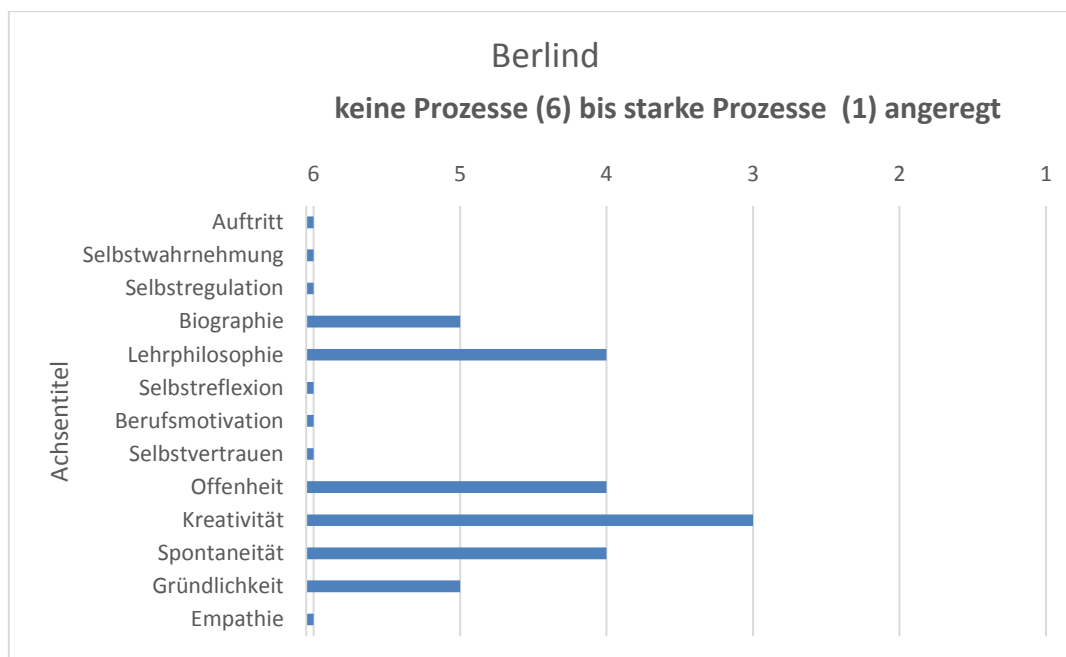 Berlind
keine Prozesse (6) bis starke Prozesse  (1) angeregt
6 5 4 3 2 1
Auftritt
Selbstwahrnehmung
Selbstregulation
Biographie
Lehrphilosophie
Selbstreflexion
Berufsmotivation
Selbstvertrauen
Offenheit
Kreativität
Spontaneität
Gründlichkeit
Empathie
Achsentitel